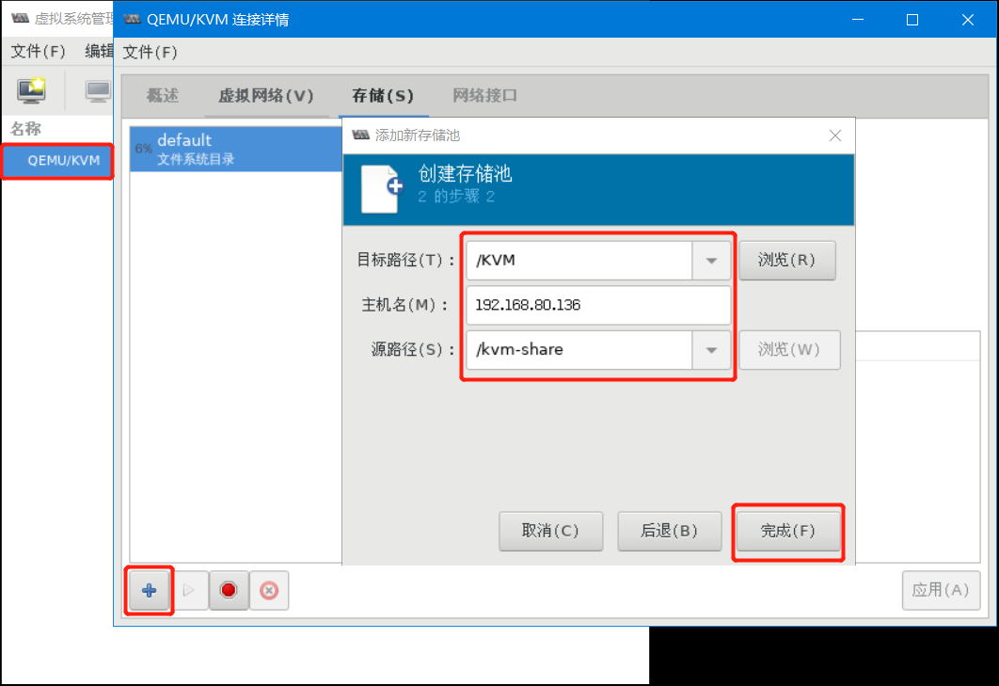 虚拟系统管理
文件(F) 编辑
名称
QEMU/KVM
QEMU/KVM 连接详情
文件(F)
概述 虚拟网络(V) 存储(S) 网络接口
6% default
文件系统目录
添加新存储池
创建存储池
2 的步骤 2
目标路径(T)： /KVM 浏览(R)
主机名(M)： 192.168.80.136
源路径(S)： /kvm-share 浏览(W)
取消(C) 后退(B) 完成(F)
应用(A)